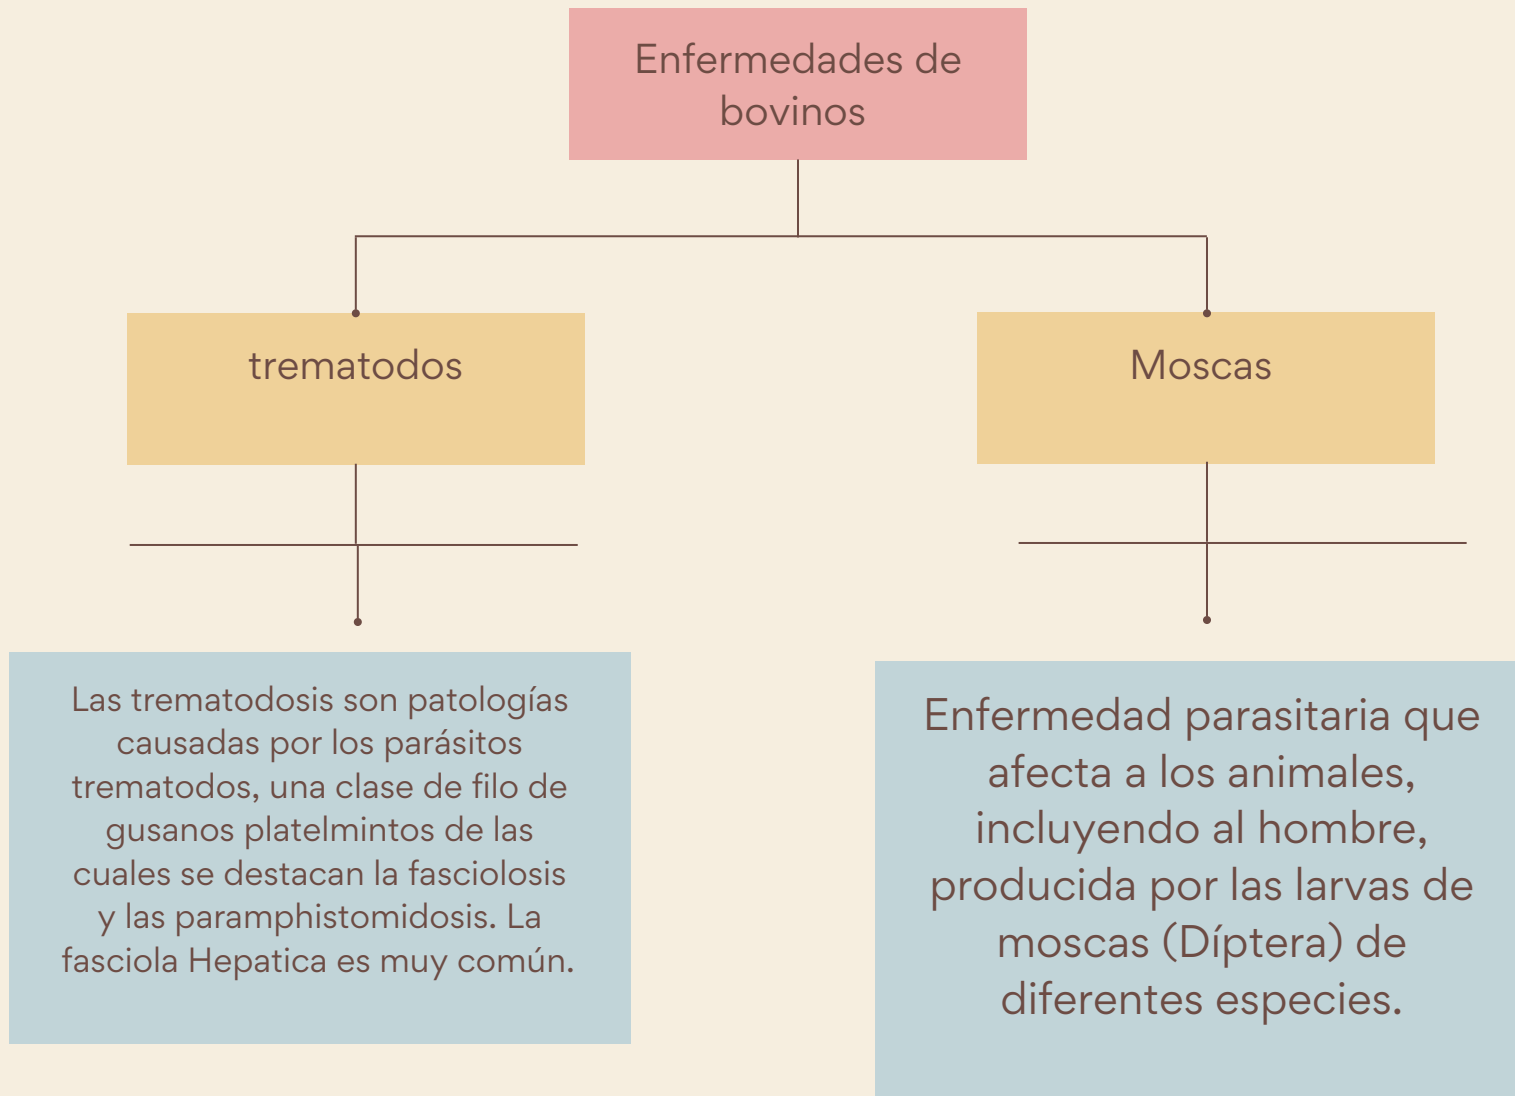 Enfermedades de
bovinos
trematodos
Moscas
Las trematodosis son patologías
causadas por los parásitos
trematodos, una clase de filo de
gusanos platelmintos de las
cuales se destacan la fasciolosis
y las paramphistomidosis. La
fasciola Hepatica es muy común.
Enfermedad parasitaria que
afecta a los animales,
incluyendo al hombre,
producida por las larvas de
moscas (Díptera) de
diferentes especies.